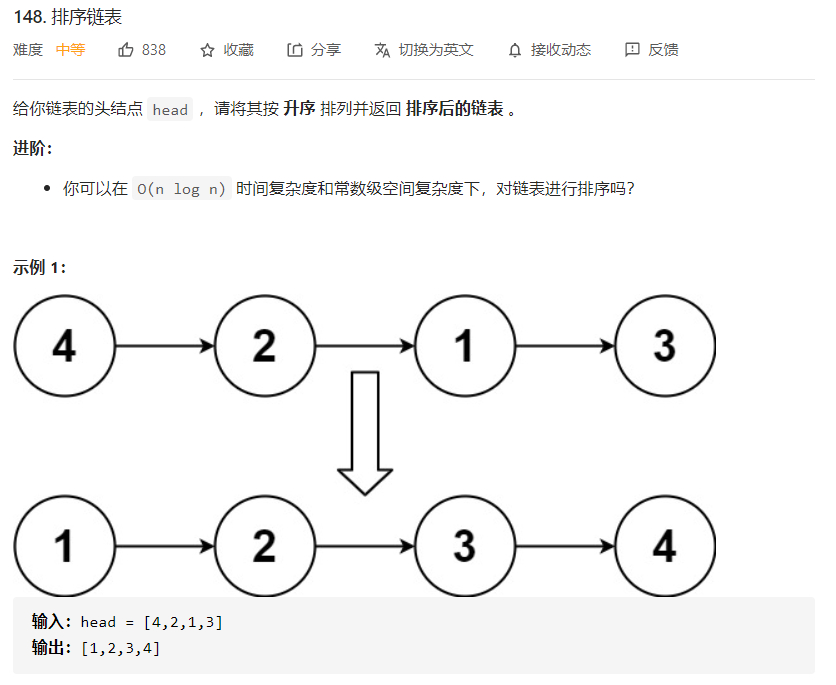 148. 排序链表
难度 中等 838 收藏 分享 切换为英文 接收动态 反馈
给你链表的头结点 head ，请将其按 升序 排列并返回 排序后的链表 。
进阶：
你可以在 O(n log n) 时间复杂度和常数级空间复杂度下，对链表进行排序吗？
示例 1：
4 2 1 3
1 2 3 4
输入：head = [4,2,1,3]
输出：[1,2,3,4]